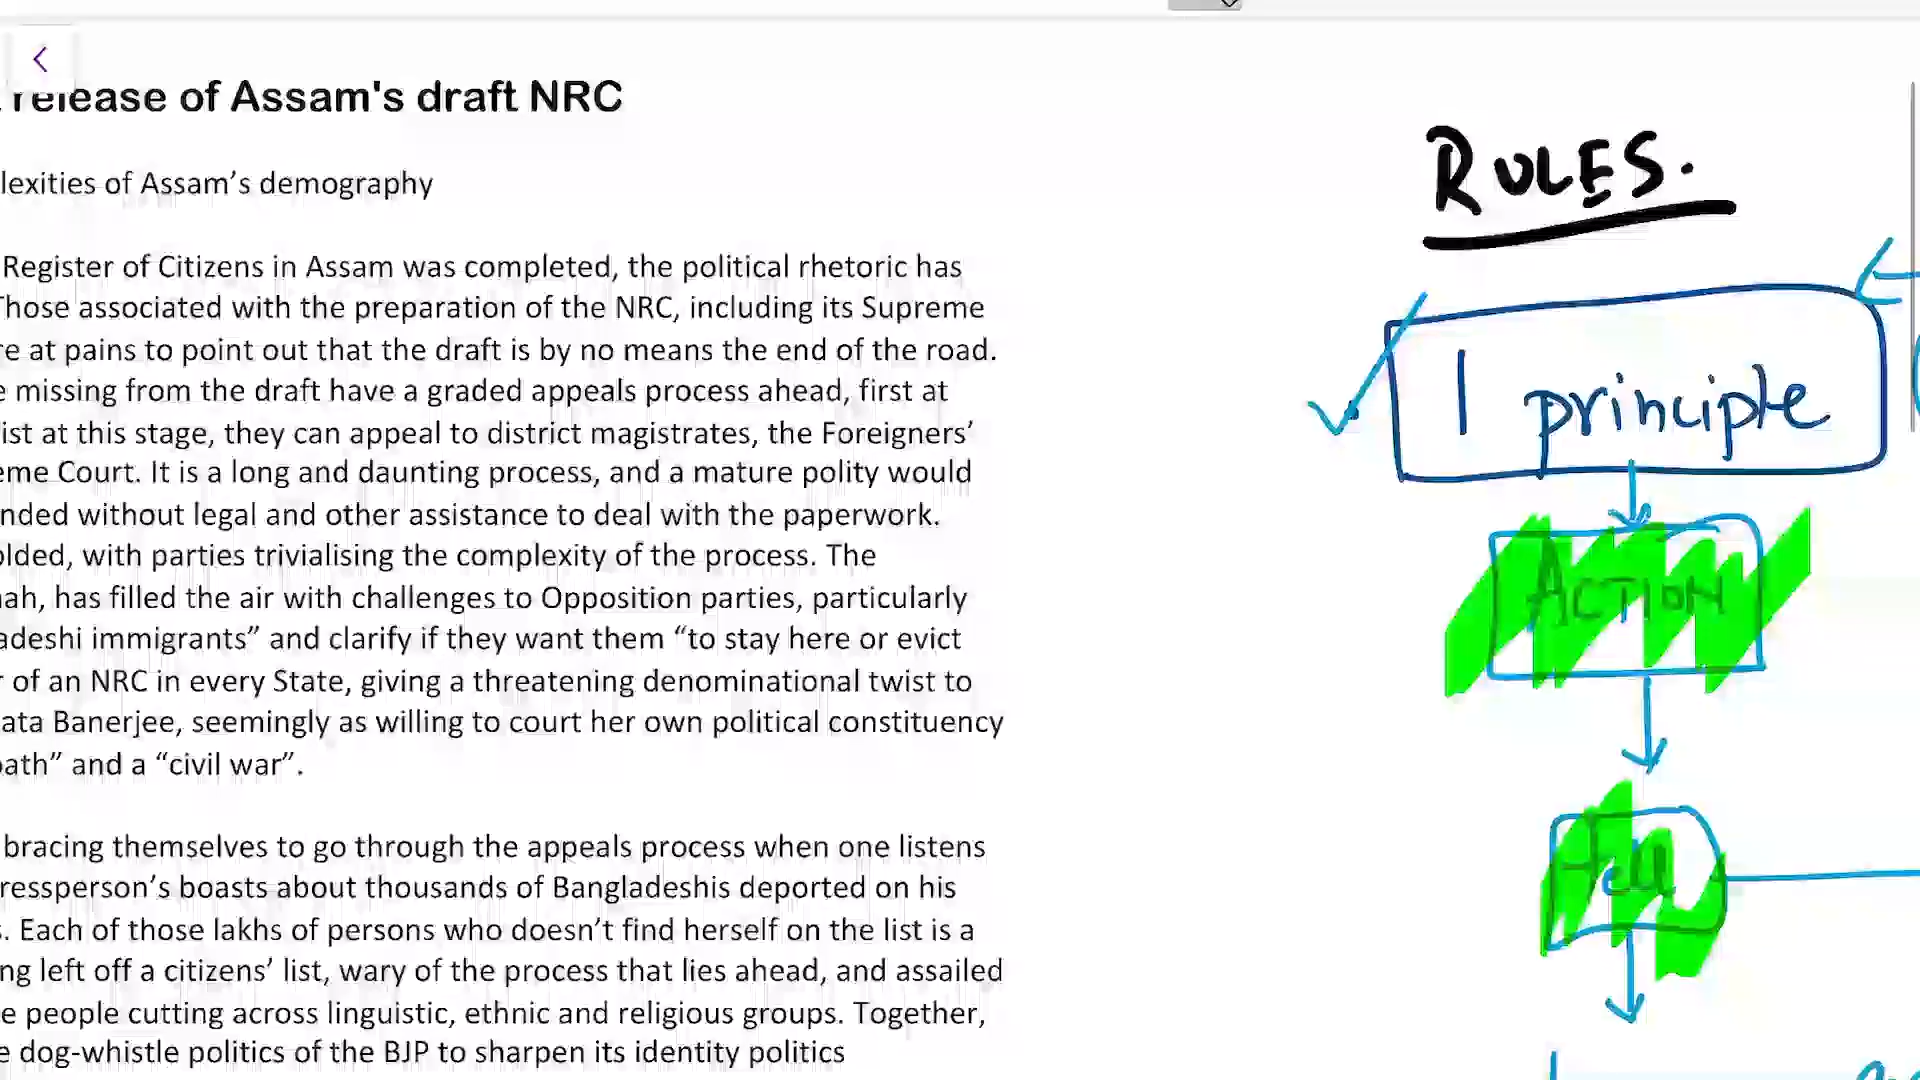 release of Assam's draft NRC
lexities of Assam's demography
Register of Citizens in Assam was completed, the political rhetoric has
Those associated with the preparation of the NRC, including its Supreme
re at pains to point out that the draft is by no means the end of the road.
e missing from the draft have a graded appeals process ahead, first at
ist at this stage, they can appeal to district magistrates, the Foreigners’
eme Court. It is a long and daunting process, and a mature polity would
nded without legal and other assistance to deal with the paperwork.
olded, with parties trivialising the complexity of the process. The
hah, has filled the air with challenges to Opposition parties, particularly
adeshi immigrants” and clarify if they want them “to stay here or evict
r of an NRC in every State, giving a threatening denominational twist to
ata Banerjee, seemingly as willing to court her own political constituency
oath” and a “civil war”.
bracing themselves to go through the appeals process when one listens
ressperson’s boasts about thousands of Bangladeshis deported on his
s. Each of those lakhs of persons who doesn’t find herself on the list is a
ng left off a citizens’ list, wary of the process that lies ahead, and assailed
e people cutting across linguistic, ethnic and religious groups. Together,
e dog-whistle politics of the BJP to sharpen its identity politics
RULES.
1 principle
ACTION